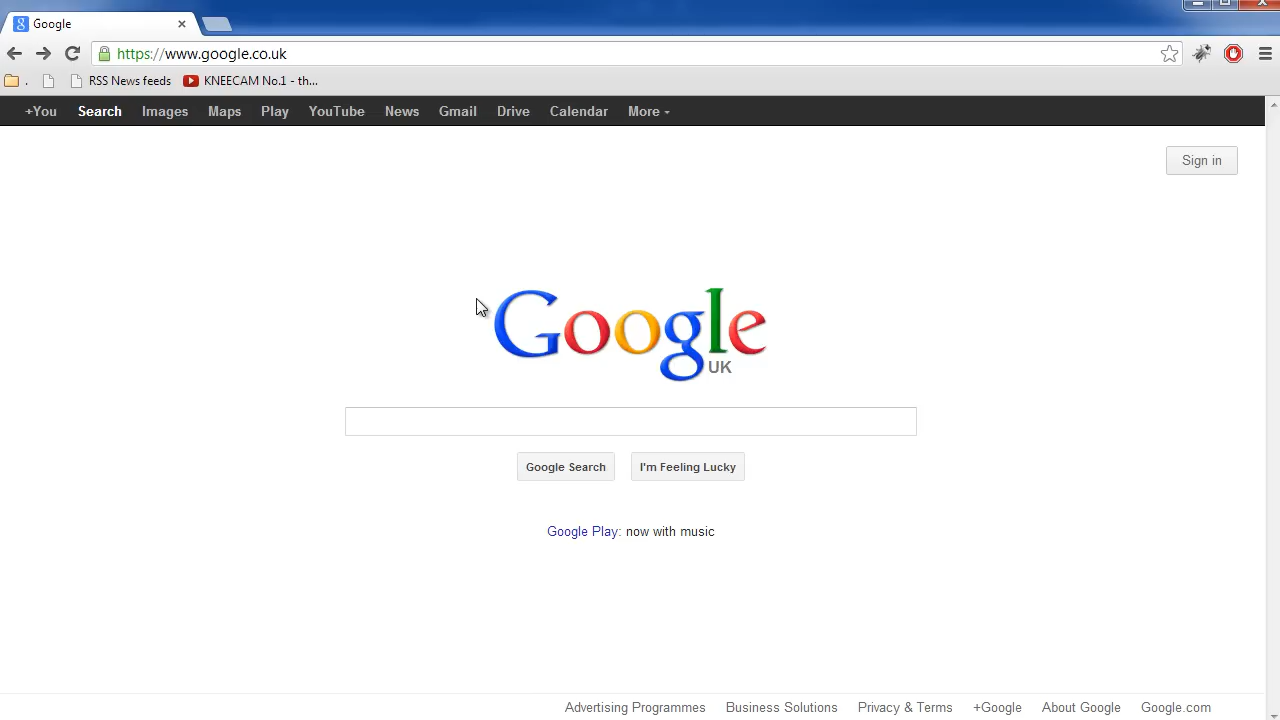 Google
https://www.google.co.uk
. RSS News feeds KNEECAM No.1 - th...
+You Search Images Maps Play YouTube News Gmail Drive Calendar More
Sign in
Google
UK
Google Search I'm Feeling Lucky
Google Play: now with music
Advertising Programmes Business Solutions Privacy & Terms +Google About Google Google.com